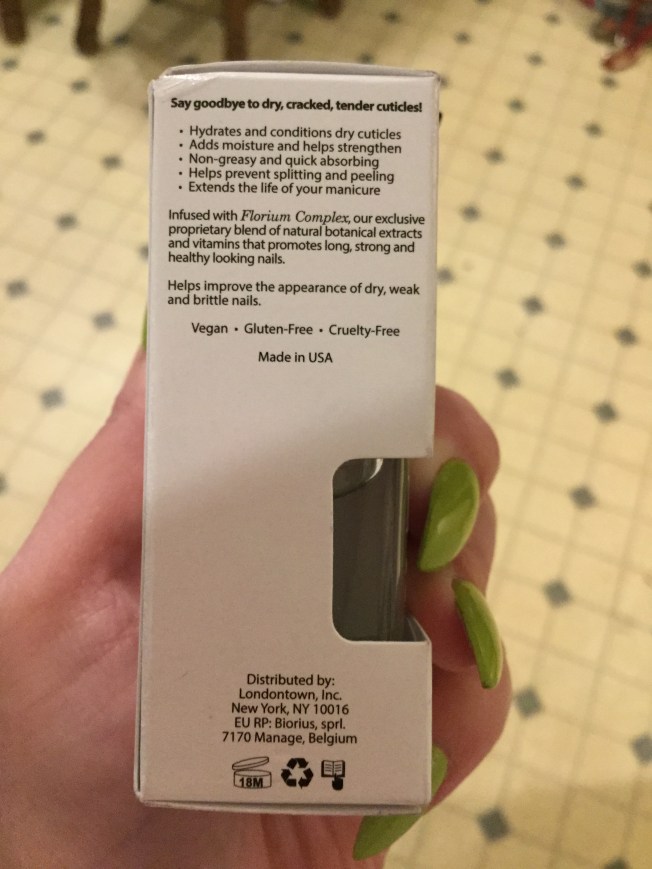 Say goodbye to dry, cracked, tender cuticles!
• Hydrates and conditions dry cuticles
• Adds moisture and helps strengthen
• Non-greasy and quick absorbing
• Helps prevent splitting and peeling
• Extends the life of your manicure
Infused with Florium Complex, our exclusive
proprietary blend of natural botanical extracts
and vitamins that promotes long, strong and
healthy looking nails.
Helps improve the appearance of dry, weak
and brittle nails.
Vegan • Gluten-Free • Cruelty-Free
Made in USA
Distributed by:
Londontown, Inc.
New York, NY 10016
EU RP: Biorius, sprl.
7170 Manage, Belgium
18M